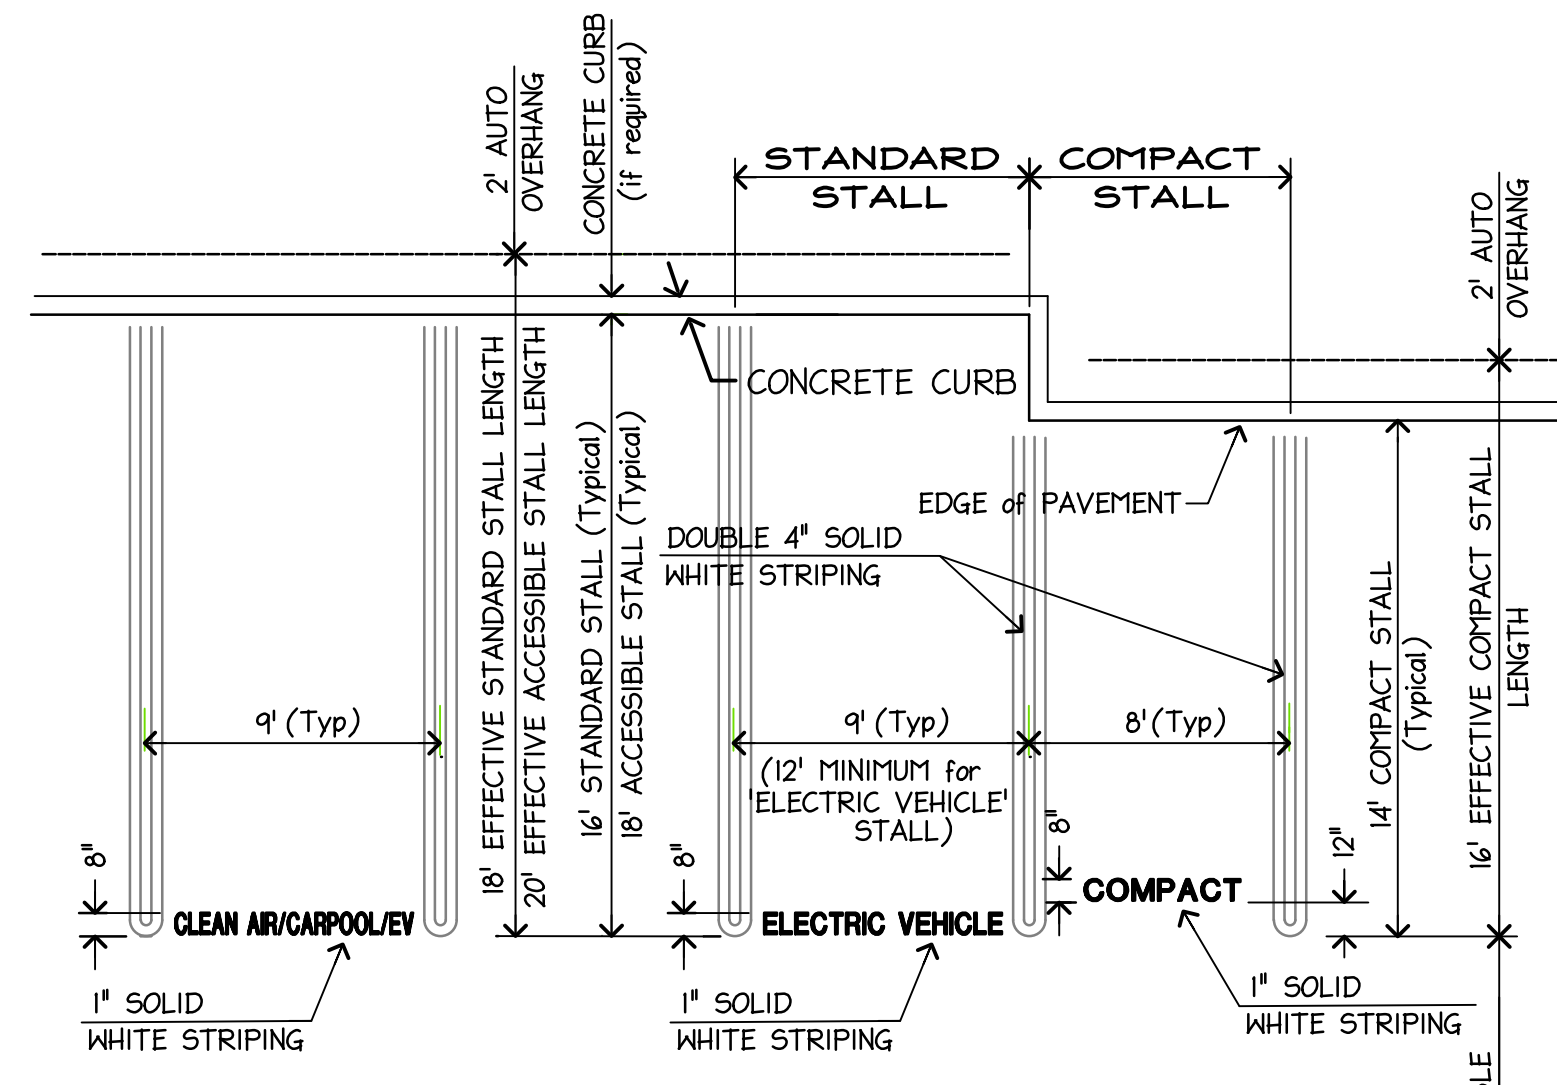 2' AUTO
OVERHANG
CONCRETE CURB
(if required)
STANDARD
STALL
COMPACT
STALL
2' AUTO
OVERHANG
CONCRETE CURB
18' EFFECTIVE STANDARD STALL LENGTH
20' EFFECTIVE ACCESSIBLE STALL LENGTH
16' STANDARD STALL (Typical)
18' ACCESSIBLE STALL (Typical)
EDGE of PAVEMENT
DOUBLE 4" SOLID
WHITE STRIPING
14' COMPACT STALL
(Typical)
16' EFFECTIVE COMPACT STALL
LENGTH
9' (Typ)
9' (Typ)
(12' MINIMUM for
'ELECTRIC VEHICLE'
STALL)
8'(Typ)
8"
8"
8"
12"
CLEAN AIR/CARPOOL/EV
ELECTRIC VEHICLE
COMPACT
1" SOLID
WHITE STRIPING
1" SOLID
WHITE STRIPING
1" SOLID
WHITE STRIPING